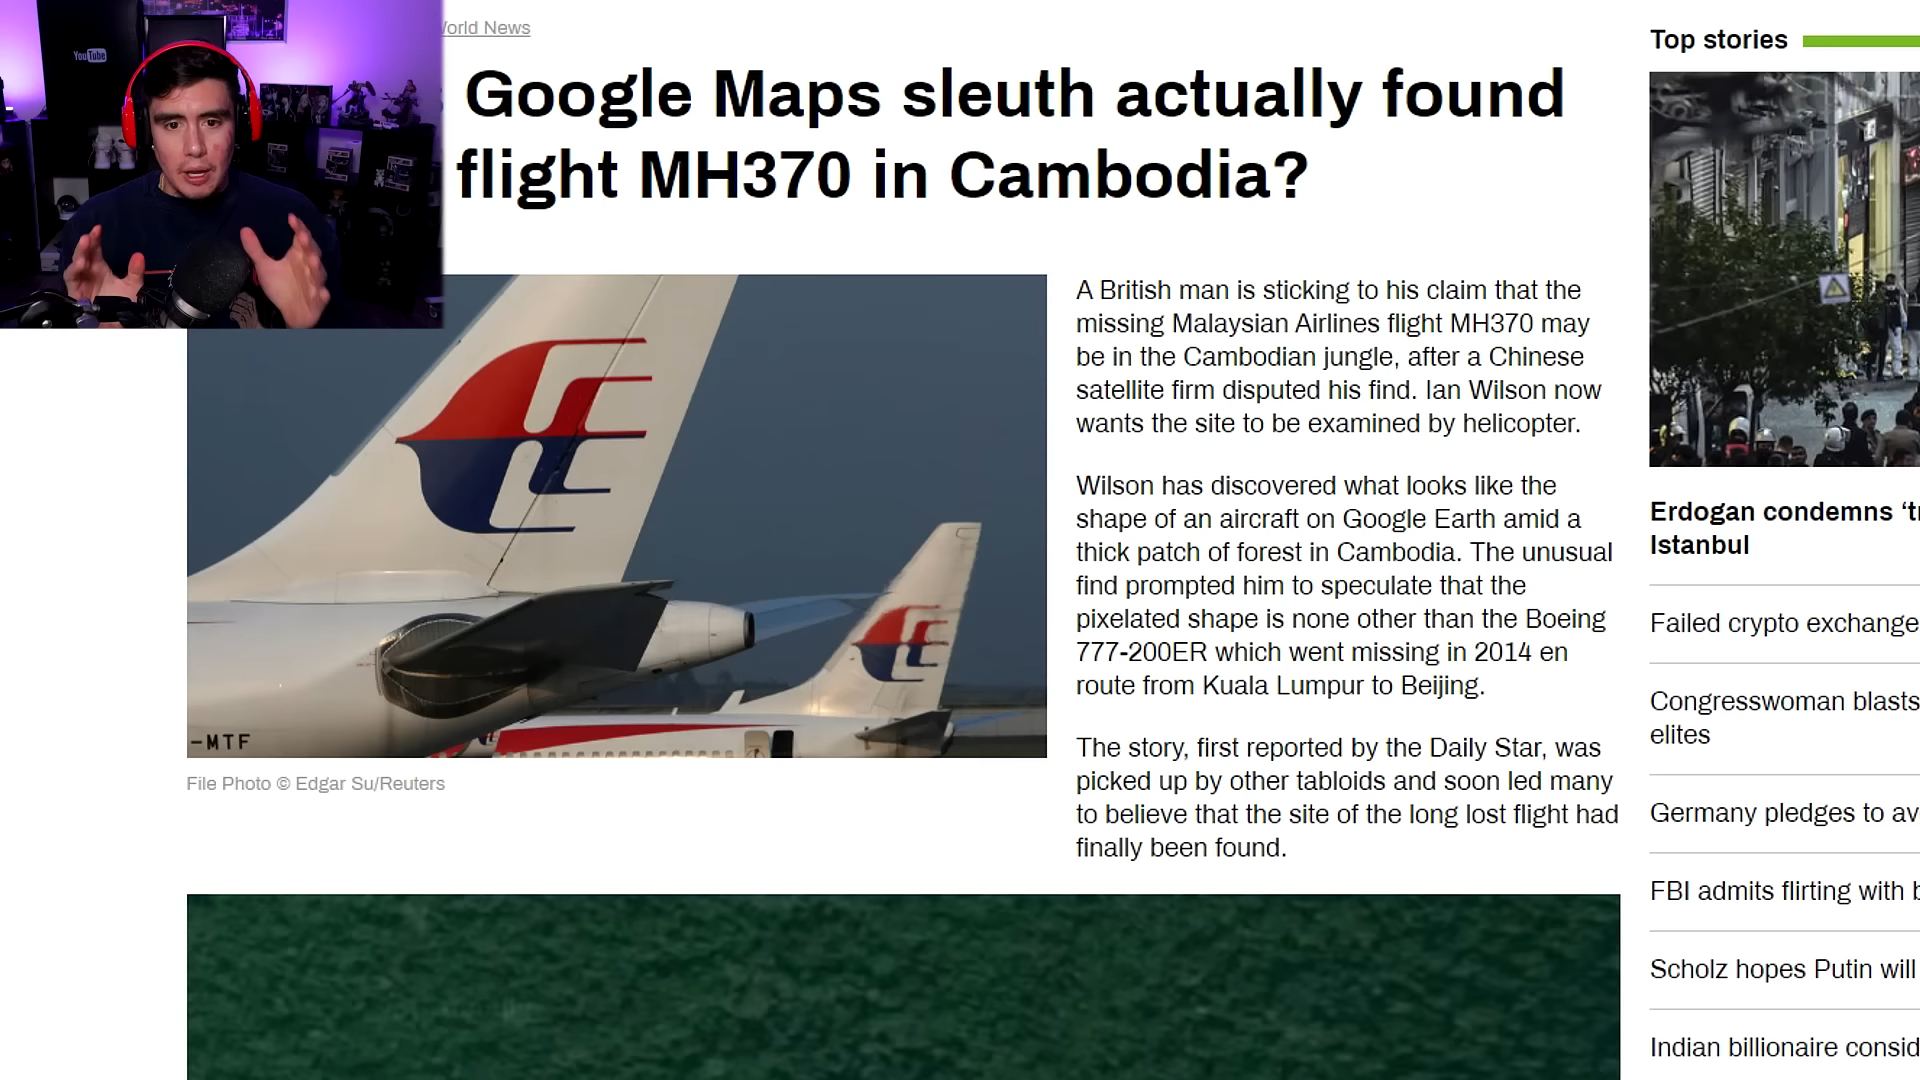 YouTube
World News
Google Maps sleuth actually found
flight MH370 in Cambodia?
-MTF
File Photo © Edgar Su/Reuters
A British man is sticking to his claim that the
missing Malaysian Airlines flight MH370 may
be in the Cambodian jungle, after a Chinese
satellite firm disputed his find. Ian Wilson now
wants the site to be examined by helicopter.
Wilson has discovered what looks like the
shape of an aircraft on Google Earth amid a
thick patch of forest in Cambodia. The unusual
find prompted him to speculate that the
pixelated shape is none other than the Boeing
777-200ER which went missing in 2014 en
route from Kuala Lumpur to Beijing.
The story, first reported by the Daily Star, was
picked up by other tabloids and soon led many
to believe that the site of the long lost flight had
finally been found.
Top stories
Erdogan condemns ‘tr
Istanbul
Failed crypto exchange
Congresswoman blasts
elites
Germany pledges to av
FBI admits flirting with b
Scholz hopes Putin will
Indian billionaire consid